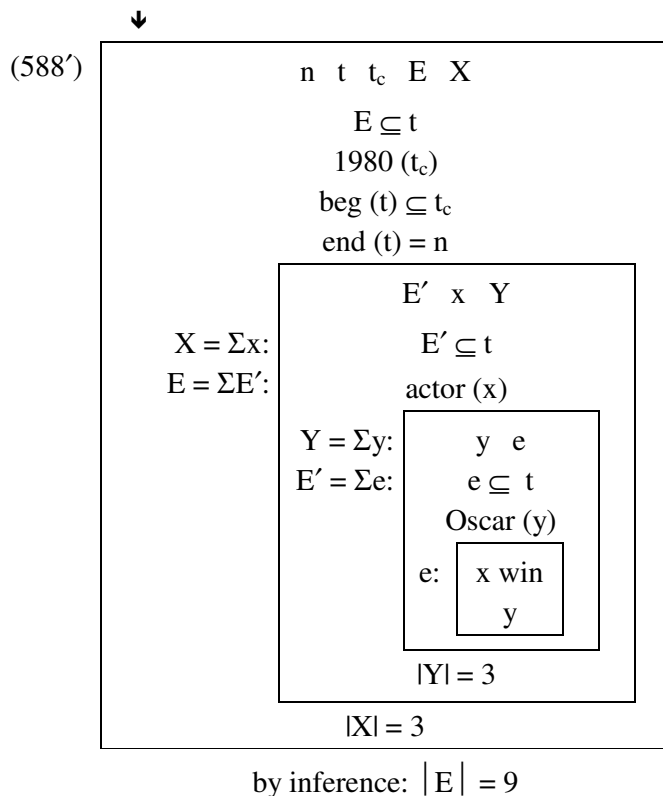 🡳
(588′)
n t t_c E X
E ⊆ t
1980 (t_c)
beg (t) ⊆ t_c
end (t) = n
E′ x Y
X = Σx: E′ ⊆ t
E = ΣE′: actor (x)
Y = Σy: y e
E′ = Σe: e ⊆ t
Oscar (y)
e: x win
y
|Y| = 3
|X| = 3
by inference: |E| = 9